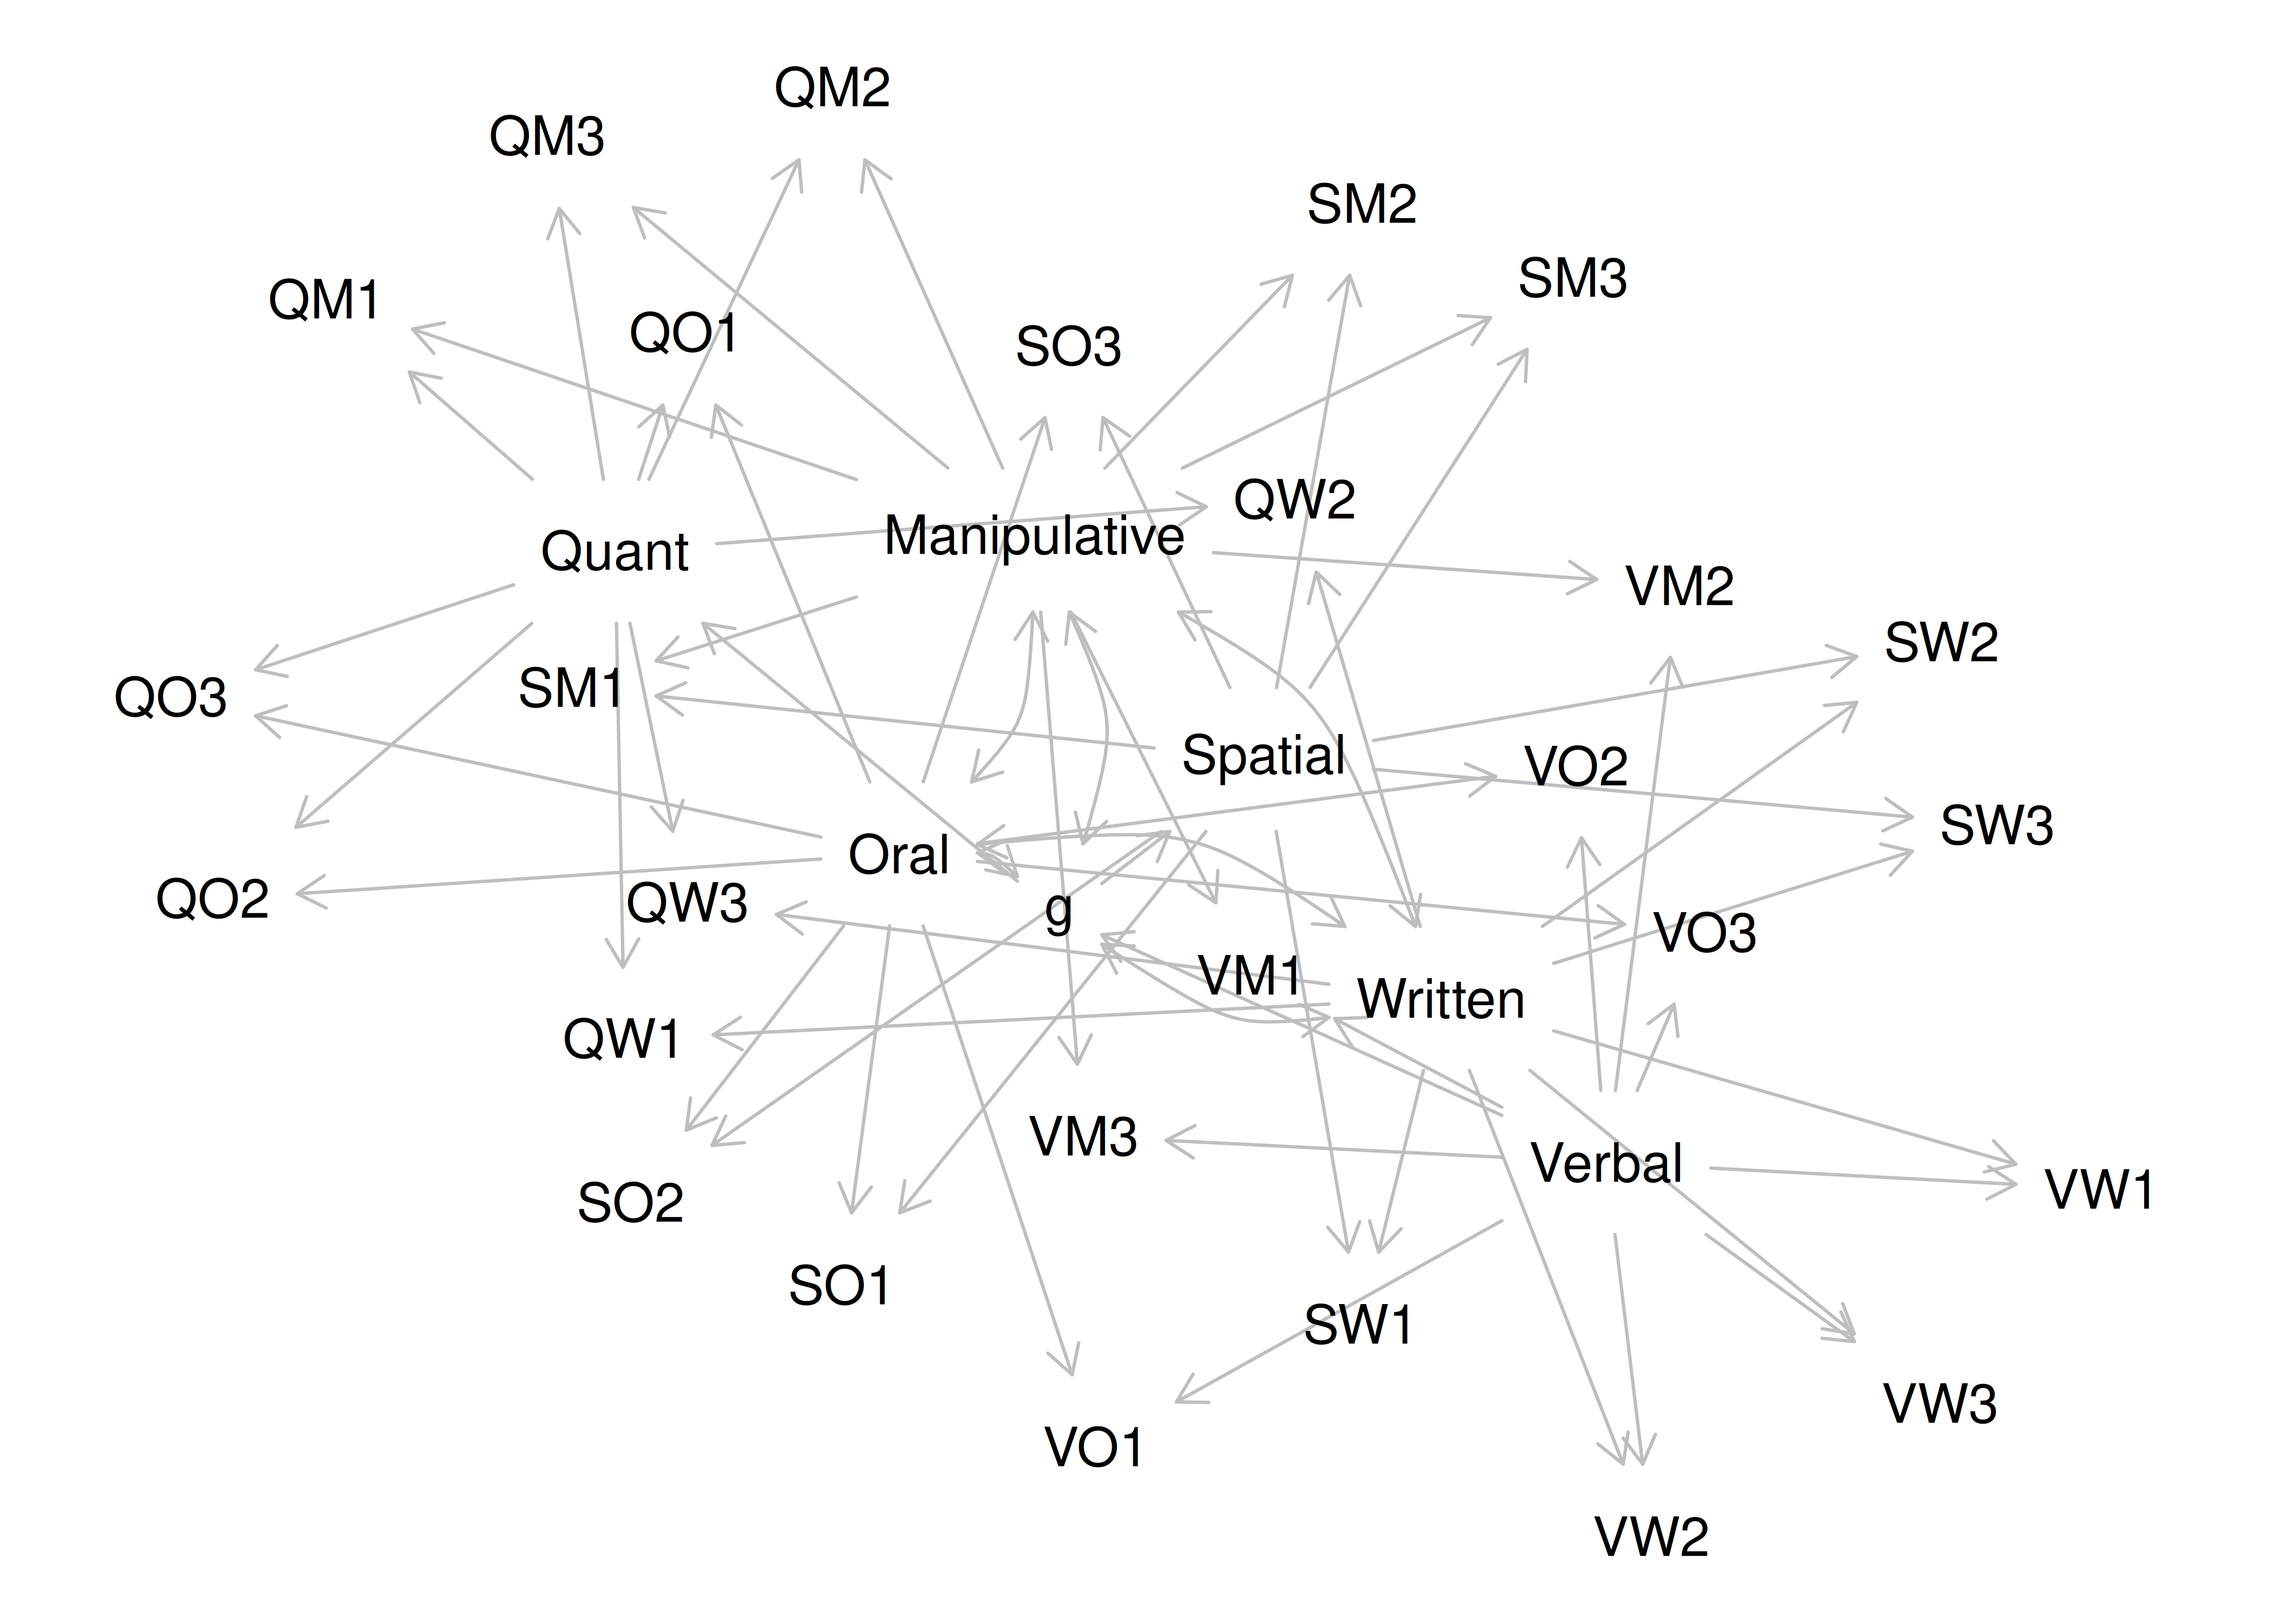 QM2
QM3
SM2
SM3
QM1
QO1
SO3
QW2
Manipulative
Quant
VM2
SW2
SM1
QO3
Spatial
VO2
SW3
Oral
QO2
QW3
g
VO3
VM1
Written
QW1
VM3
Verbal
VW1
SO2
SO1
SW1
VW3
VO1
VW2